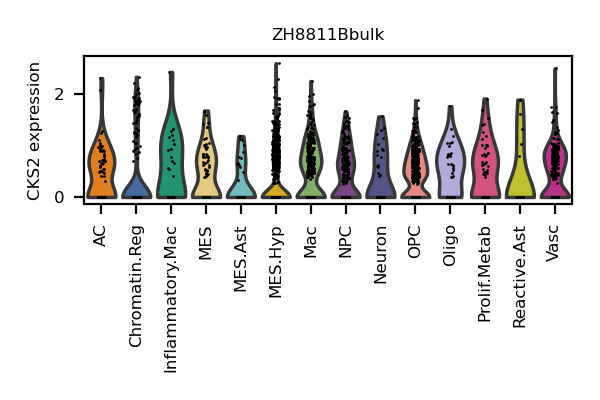 ZH8811Bbulk
CKS2 expression
2
0
AC
Chromatin.Reg
Inflammatory.Mac
MES
MES.Ast
MES.Hyp
Mac
NPC
Neuron
OPC
Oligo
Prolif.Metab
Reactive.Ast
Vasc